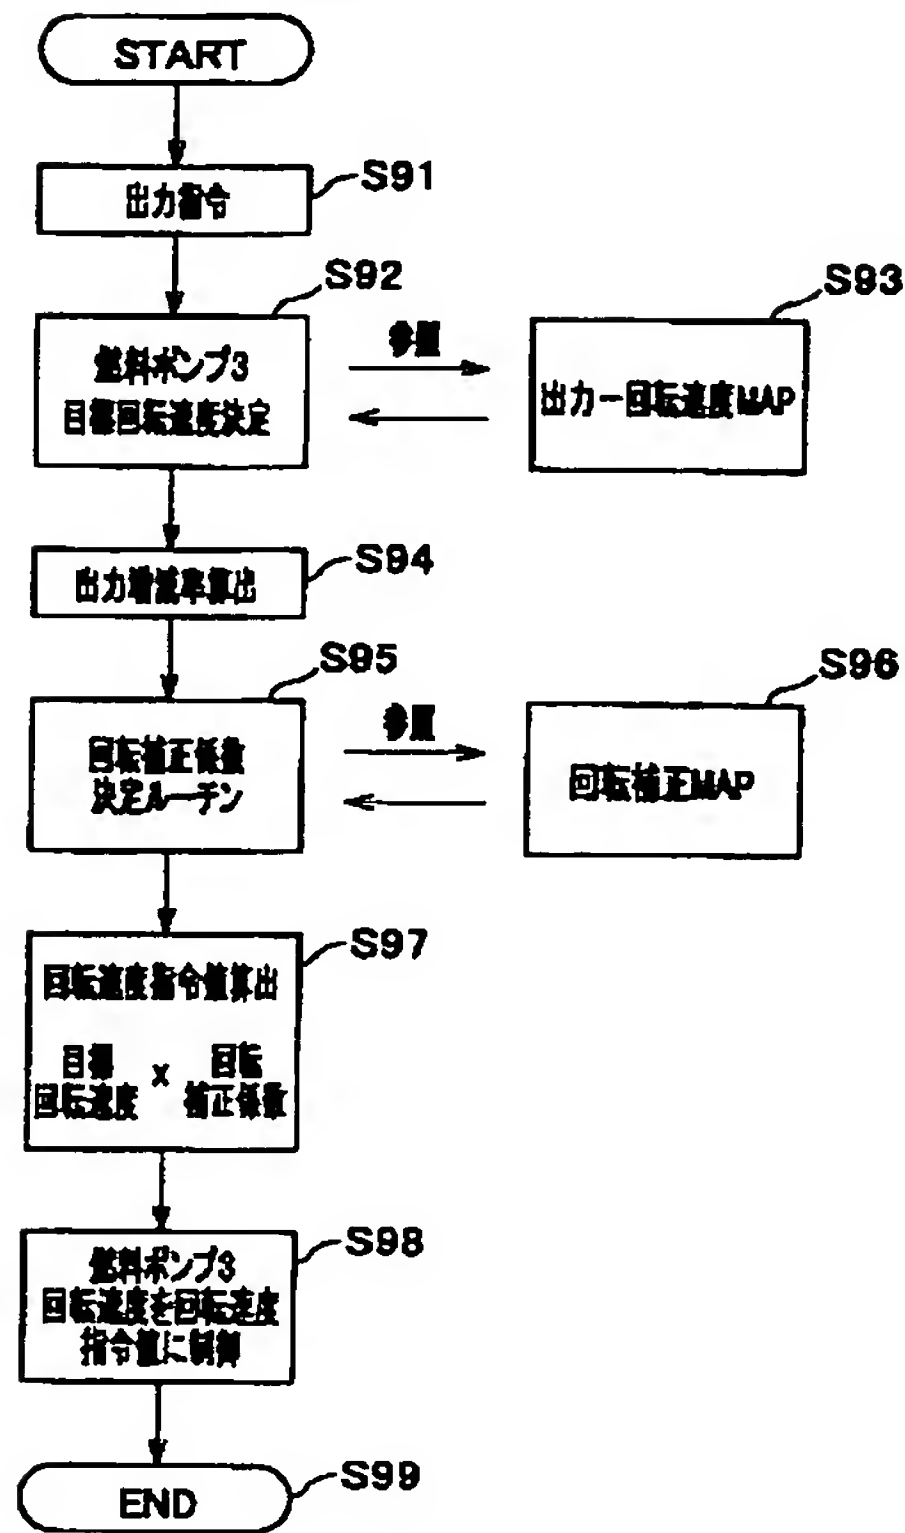 START
S91
出力指令
S92
燃料ポンプ3
目標回転速度決定
参照
S93
出力ー回転速度MAP
S94
出力増減率算出
S95
回転補正係数
決定ルーチン
参照
S96
回転補正MAP
S97
回転速度指令値算出
目標
回転速度
×
回転
補正係数
S98
燃料ポンプ3
回転速度を回転速度
指令値に制御
END
S99